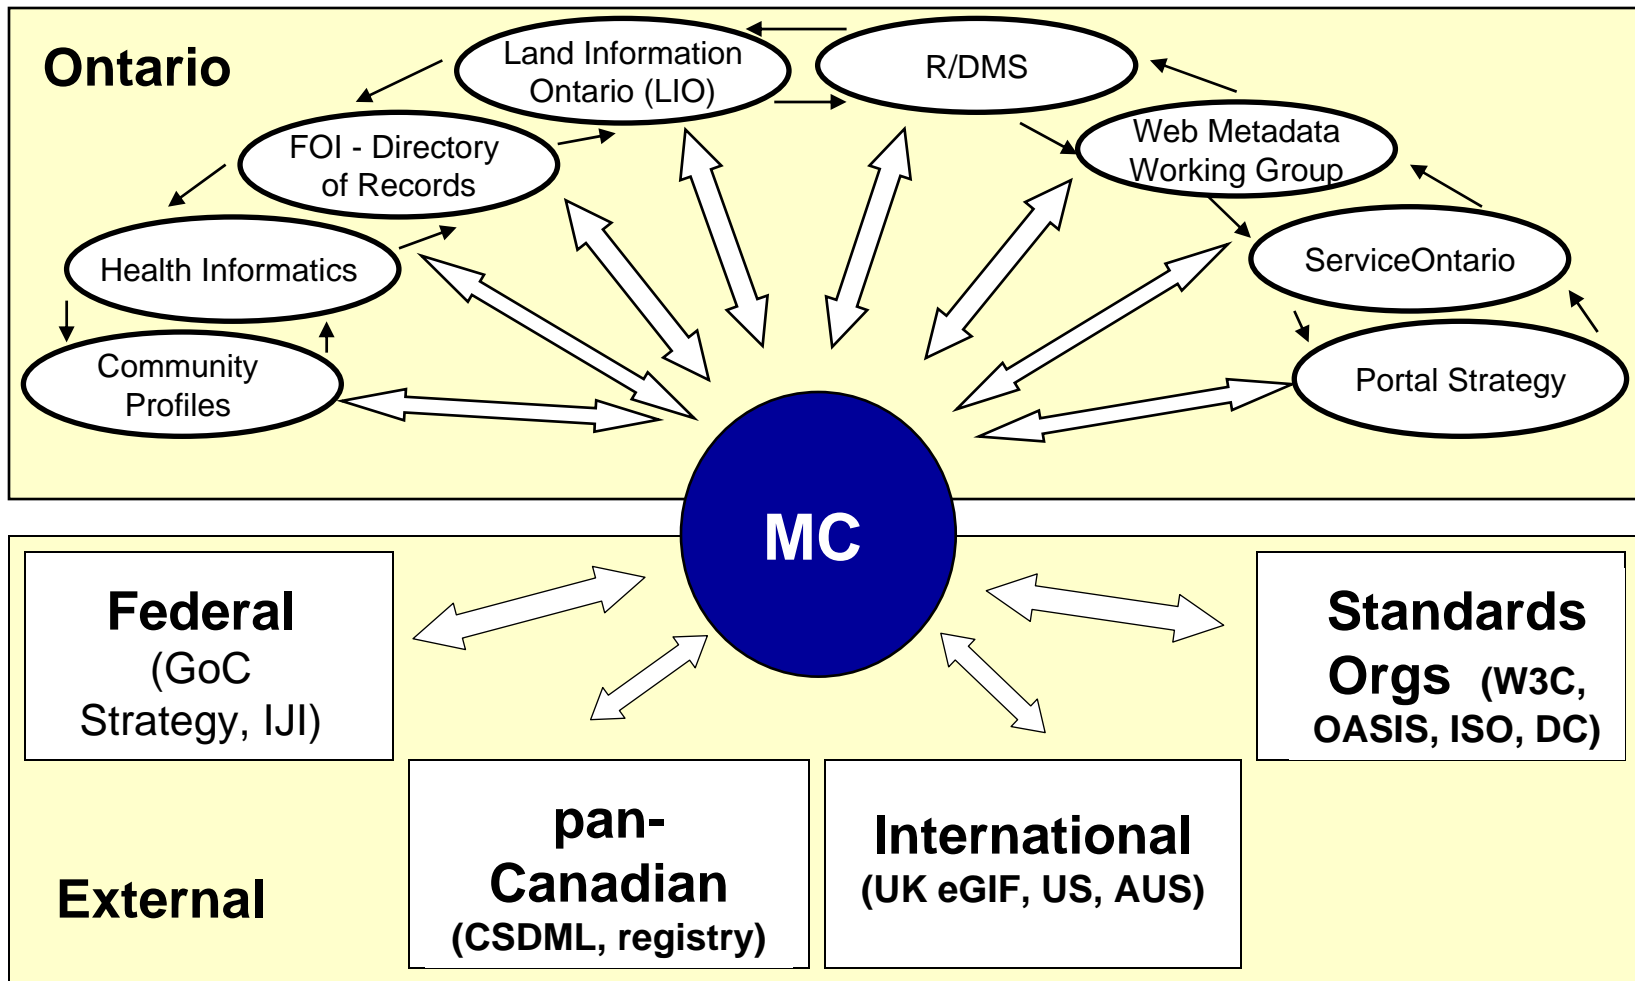 Ontario
Land Information
Ontario (LIO)
R/DMS
FOI - Directory
of Records
Web Metadata
Working Group
Health Informatics
ServiceOntario
Community
Profiles
Portal Strategy
MC
Federal
(GoC
Strategy, IJI)
Standards
Orgs (W3C,
OASIS, ISO, DC)
pan-
Canadian
(CSDML, registry)
International
(UK eGIF, US, AUS)
External